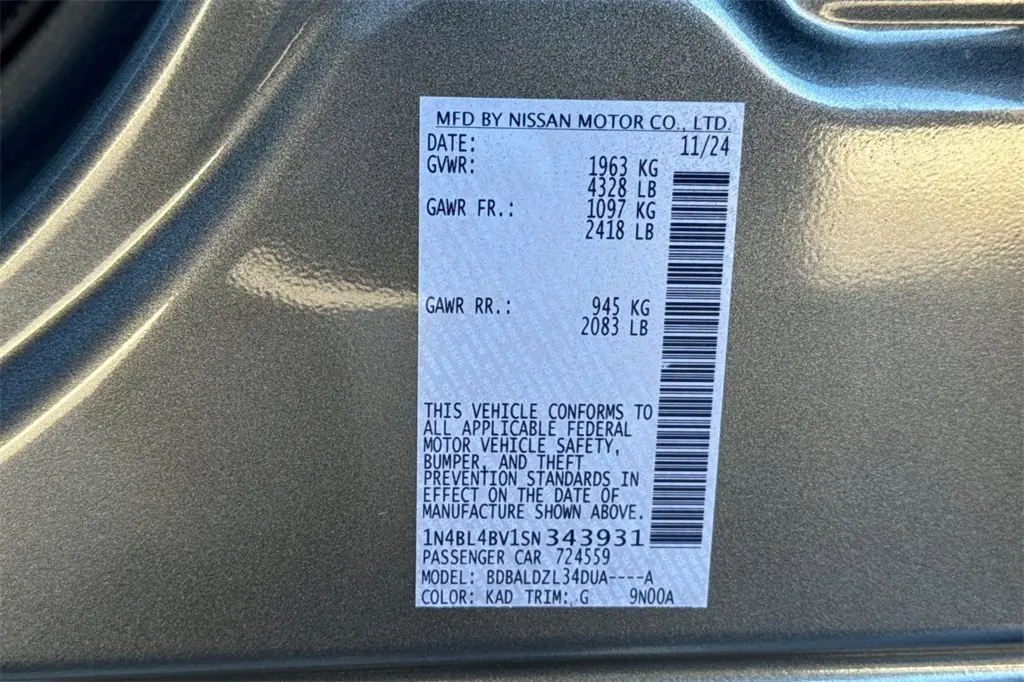 MFD BY NISSAN MOTOR CO., LTD.
DATE: 11/24
GVWR: 1963 KG
4328 LB
GAWR FR.: 1097 KG
2418 LB
GAWR RR.: 945 KG
2083 LB
THIS VEHICLE CONFORMS TO
ALL APPLICABLE FEDERAL
MOTOR VEHICLE SAFETY,
BUMPER, AND THEFT
PREVENTION STANDARDS IN
EFFECT ON THE DATE OF
MANUFACTURE SHOWN ABOVE.
1N4BL4BV1SN343931
PASSENGER CAR 724559
MODEL: BDBALDZL34DUA----A
COLOR: KAD TRIM: G 9N00A